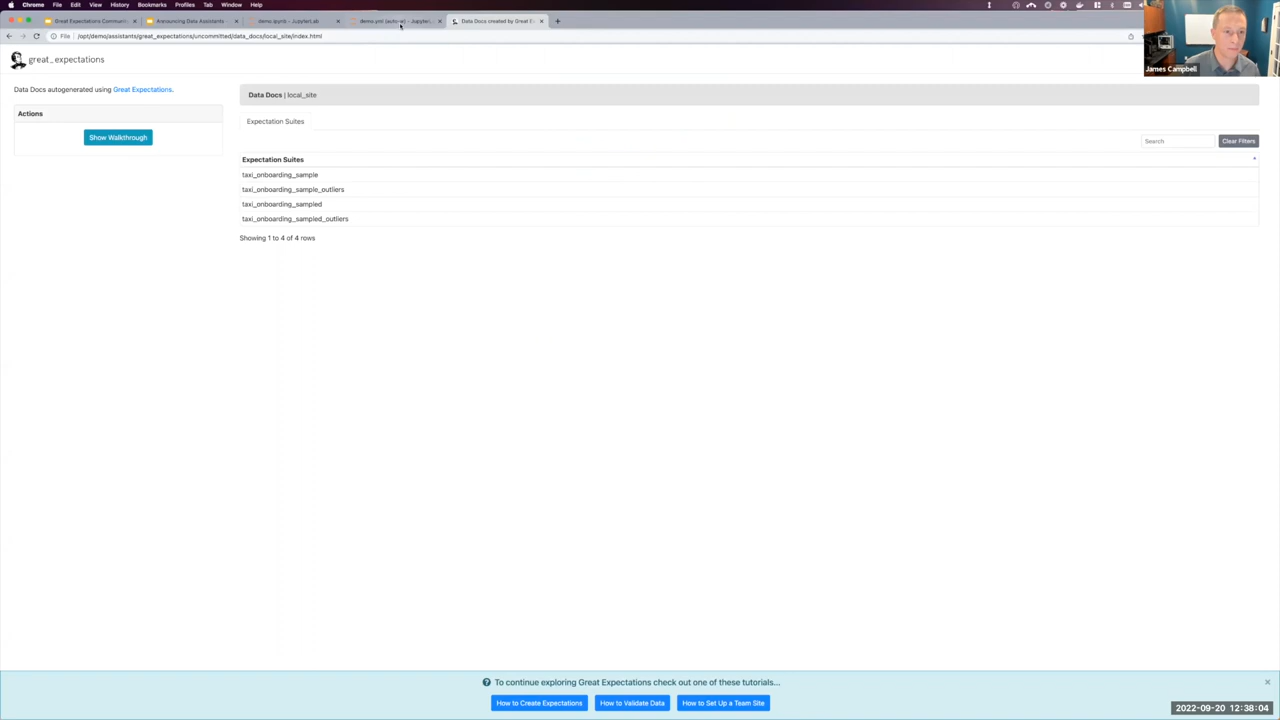 Chrome File Edit View History Bookmarks Profiles Tab Window Help
Great Expectations Commun
Announcing Data Assistants
demo.ipynb - JupyterLab
demo.yml (auto-w) - JupyterL
Data Docs created by Great E
File /opt/demo/assistants/great_expectations/uncommitted/data_docs/local_site/index.html
James Campbell
great_expectations
Data Docs autogenerated using Great Expectations.
Actions
Show Walkthrough
Data Docs | local_site
Expectation Suites
Search
Clear Filters
Expectation Suites
taxi_onboarding_sample
taxi_onboarding_sample_outliers
taxi_onboarding_sampled
taxi_onboarding_sampled_outliers
Showing 1 to 4 of 4 rows
To continue exploring Great Expectations check out one of these tutorials...
How to Create Expectations
How to Validate Data
How to Set Up a Team Site
2022-09-20 12:38:04